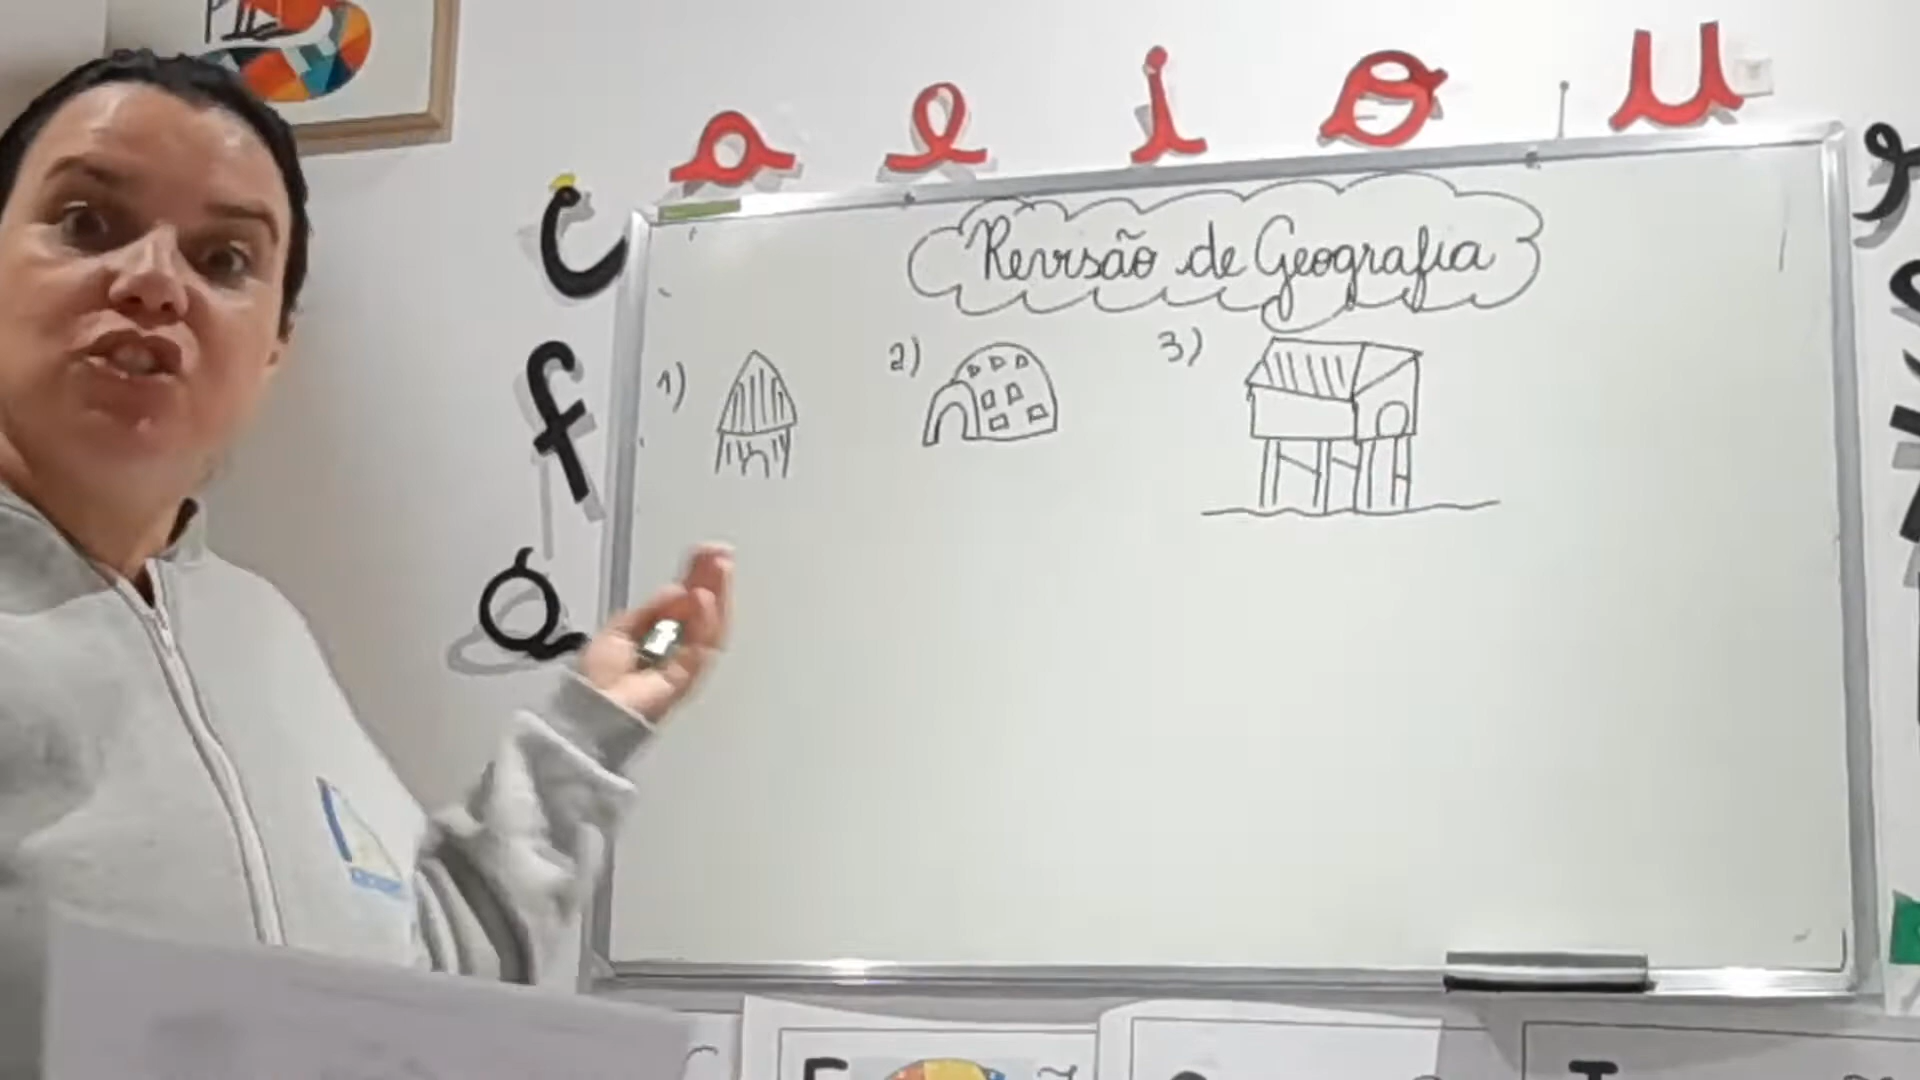 a e i o u
Revisão de Geografia
1) 2) 3)
c
f
a